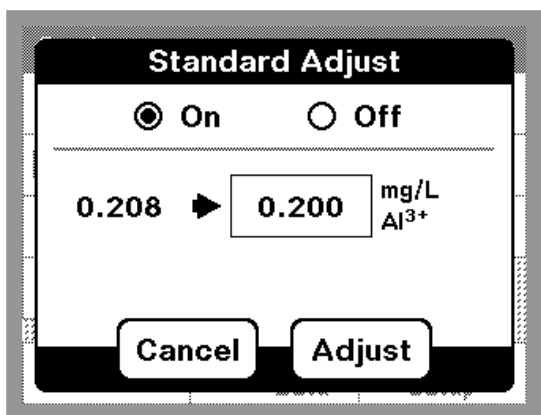 Standard Adjust
On Off
0.208 0.200 mg/L
Al³⁺
Cancel Adjust